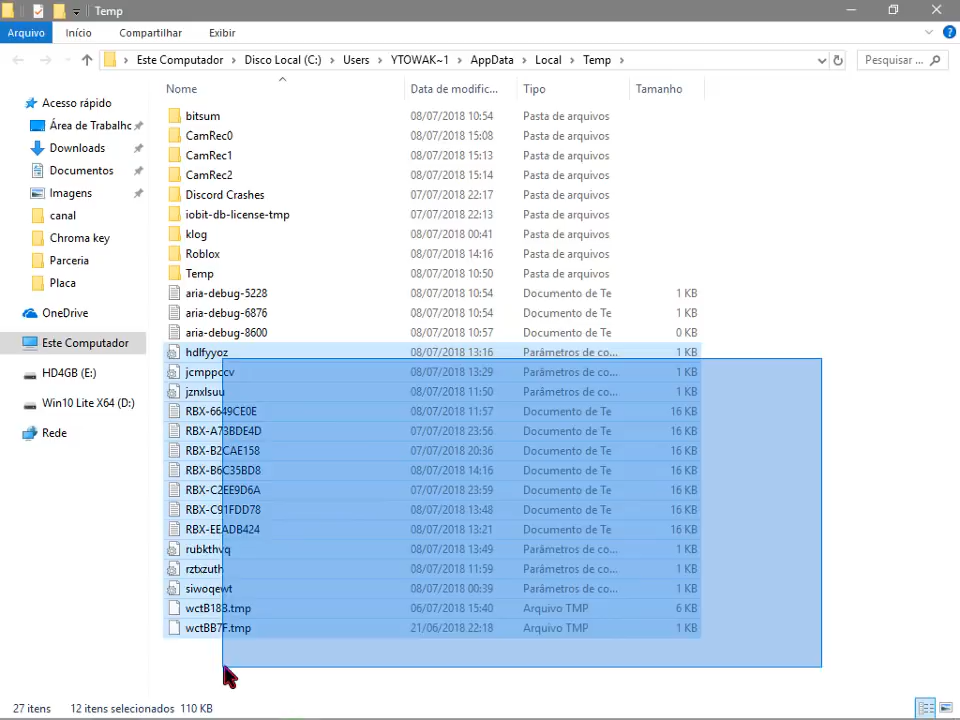 Temp
Arquivo Início Compartilhar Exibir
Este Computador Disco Local (C:) Users YTOWAK~1 AppData Local Temp Pesquisar ...
Nome Data de modific... Tipo Tamanho
Acesso rápido
Área de Trabalhc
Downloads
Documentos
Imagens
canal
Chroma key
Parceria
Placa
OneDrive
Este Computador
HD4GB (E:)
Win10 Lite X64 (D:)
Rede
bitsum 08/07/2018 10:54 Pasta de arquivos
CamRec0 08/07/2018 15:08 Pasta de arquivos
CamRec1 08/07/2018 15:13 Pasta de arquivos
CamRec2 08/07/2018 15:14 Pasta de arquivos
Discord Crashes 07/07/2018 22:17 Pasta de arquivos
iobit-db-license-tmp 07/07/2018 22:13 Pasta de arquivos
klog 08/07/2018 00:41 Pasta de arquivos
Roblox 08/07/2018 14:16 Pasta de arquivos
Temp 08/07/2018 10:50 Pasta de arquivos
aria-debug-5228 08/07/2018 10:54 Documento de Te 1 KB
aria-debug-6876 08/07/2018 10:54 Documento de Te 1 KB
aria-debug-8600 08/07/2018 10:57 Documento de Te 0 KB
hdlfyyoz 08/07/2018 13:16 Parâmetros de co... 1 KB
jcmppccv 08/07/2018 13:29 Parâmetros de co... 1 KB
jznxlsuu 08/07/2018 11:50 Parâmetros de co... 1 KB
RBX-6649CE0E 08/07/2018 11:57 Documento de Te 16 KB
RBX-A73BDE4D 07/07/2018 23:56 Documento de Te 16 KB
RBX-B2CAE158 07/07/2018 20:36 Documento de Te 16 KB
RBX-B6C35BD8 08/07/2018 14:16 Documento de Te 16 KB
RBX-C2EE9D6A 07/07/2018 23:59 Documento de Te 16 KB
RBX-C91FDD78 08/07/2018 13:48 Documento de Te 16 KB
RBX-EEADB424 08/07/2018 13:21 Documento de Te 16 KB
rubkthvq 08/07/2018 13:49 Parâmetros de co... 1 KB
rztxzuth 08/07/2018 11:59 Parâmetros de co... 1 KB
siwoqewt 08/07/2018 00:39 Parâmetros de co... 1 KB
wctB18B.tmp 06/07/2018 15:40 Arquivo TMP 6 KB
wctBB7F.tmp 21/06/2018 22:18 Arquivo TMP 1 KB
27 itens 12 itens selecionados 110 KB